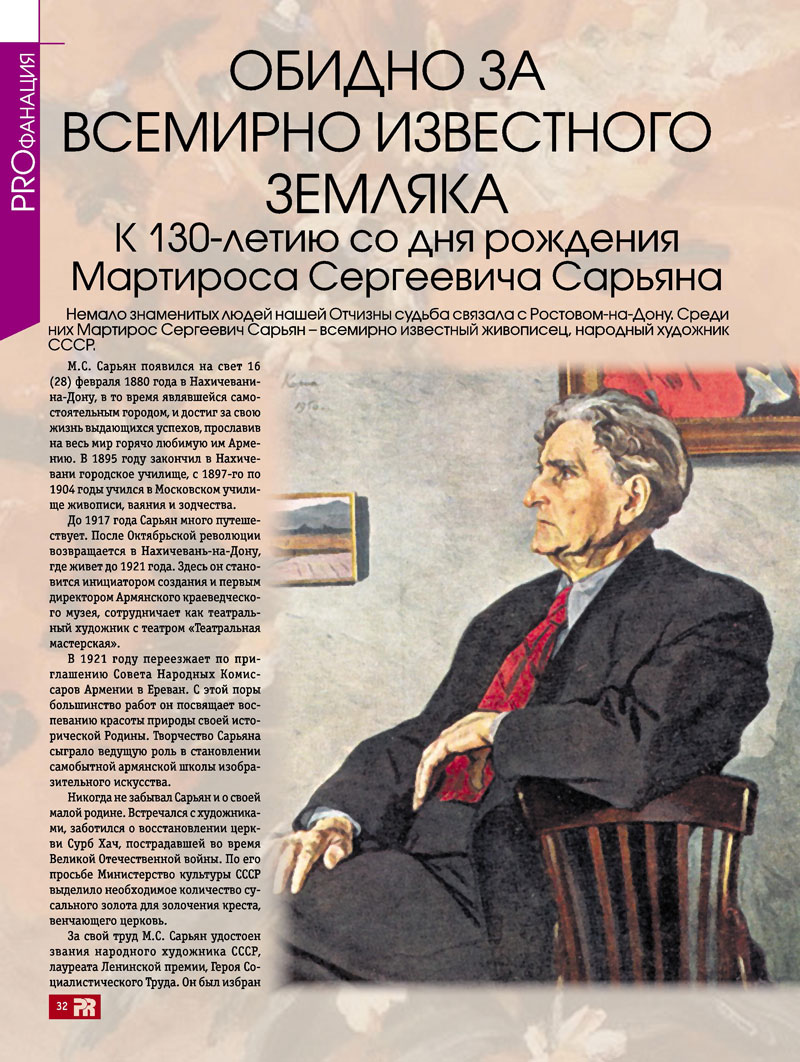 PROФАНАЦИЯ
ОБИДНО ЗА
ВСЕМИРНО ИЗВЕСТНОГО
ЗЕМЛЯКА
К 130-летию со дня рождения
Мартироса Сергеевича Сарьяна
Немало знаменитых людей нашей Отчизны судьба связала с Ростовом-на-Дону. Среди
них Мартирос Сергеевич Сарьян – всемирно известный живописец, народный художник
СССР.
М.С. Сарьян появился на свет 16
(28) февраля 1880 года в Нахичевани-
на-Дону, в то время являвшейся само-
стоятельным городом, и достиг за свою
жизнь выдающихся успехов, прославив
на весь мир горячо любимую им Арме-
нию. В 1895 году закончил в Нахиче-
вани городское училище, с 1897-го по
1904 годы учился в Московском учили-
ще живописи, ваяния и зодчества.
До 1917 года Сарьян много путеше-
ствует. После Октябрьской революции
возвращается в Нахичевань-на-Дону,
где живет до 1921 года. Здесь он стано-
вится инициатором создания и первым
директором Армянского краеведческо-
го музея, сотрудничает как театраль-
ный художник с театром «Театральная
мастерская».
В 1921 году переезжает по при-
глашению Совета Народных Комис-
саров Армении в Ереван. С этой поры
большинство работ он посвящает вос-
певанию красоты природы своей исто-
рической Родины. Творчество Сарьяна
сыграло ведущую роль в становлении
самобытной армянской школы изобра-
зительного искусства.
Никогда не забывал Сарьян и о своей
малой родине. Встречался с художника-
ми, заботился о восстановлении церк-
ви Сурб Хач, пострадавшей во время
Великой Отечественной войны. По его
просьбе Министерство культуры СССР
выделило необходимое количество су-
сального золота для золочения креста,
венчающего церковь.
За свой труд М.С. Сарьян удостоен
звания народного художника СССР,
лауреата Ленинской премии, Героя Со-
циалистического Труда. Он был избран
32 PR